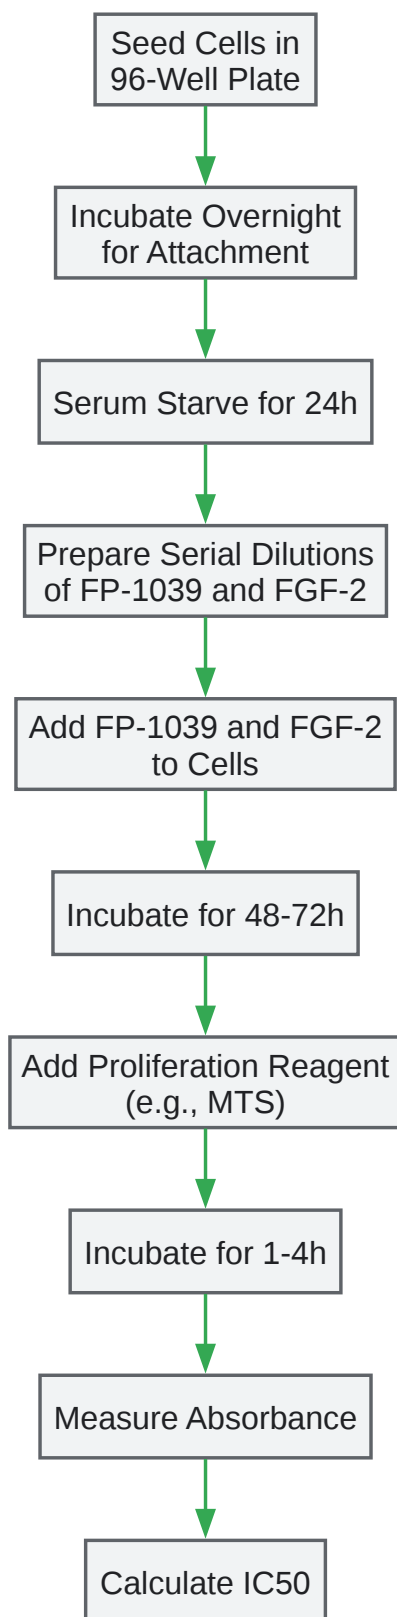 Seed Cells in
96-Well Plate
Incubate Overnight
for Attachment
Serum Starve for 24h
Prepare Serial Dilutions
of FP-1039 and FGF-2
Add FP-1039 and FGF-2
to Cells
Incubate for 48-72h
Add Proliferation Reagent
(e.g., MTS)
Incubate for 1-4h
Measure Absorbance
Calculate IC50